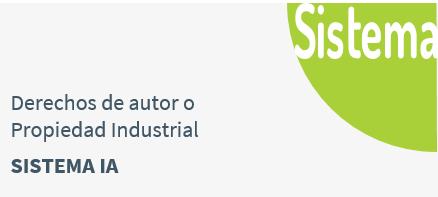 Sistema
Derechos de autor o
Propiedad Industrial
SISTEMA IA